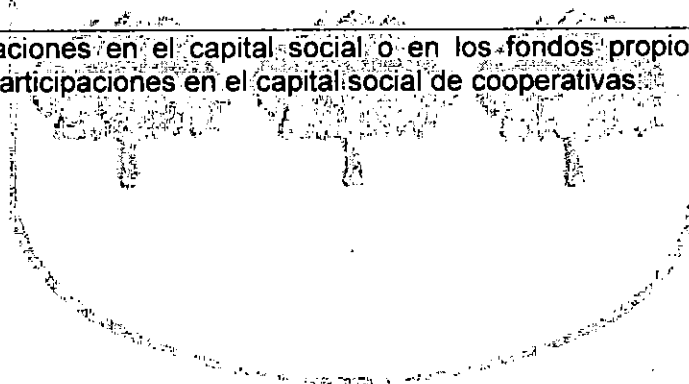 aciones en el capital social o en los fondos propio
articipaciones en el capital social de cooperativas.